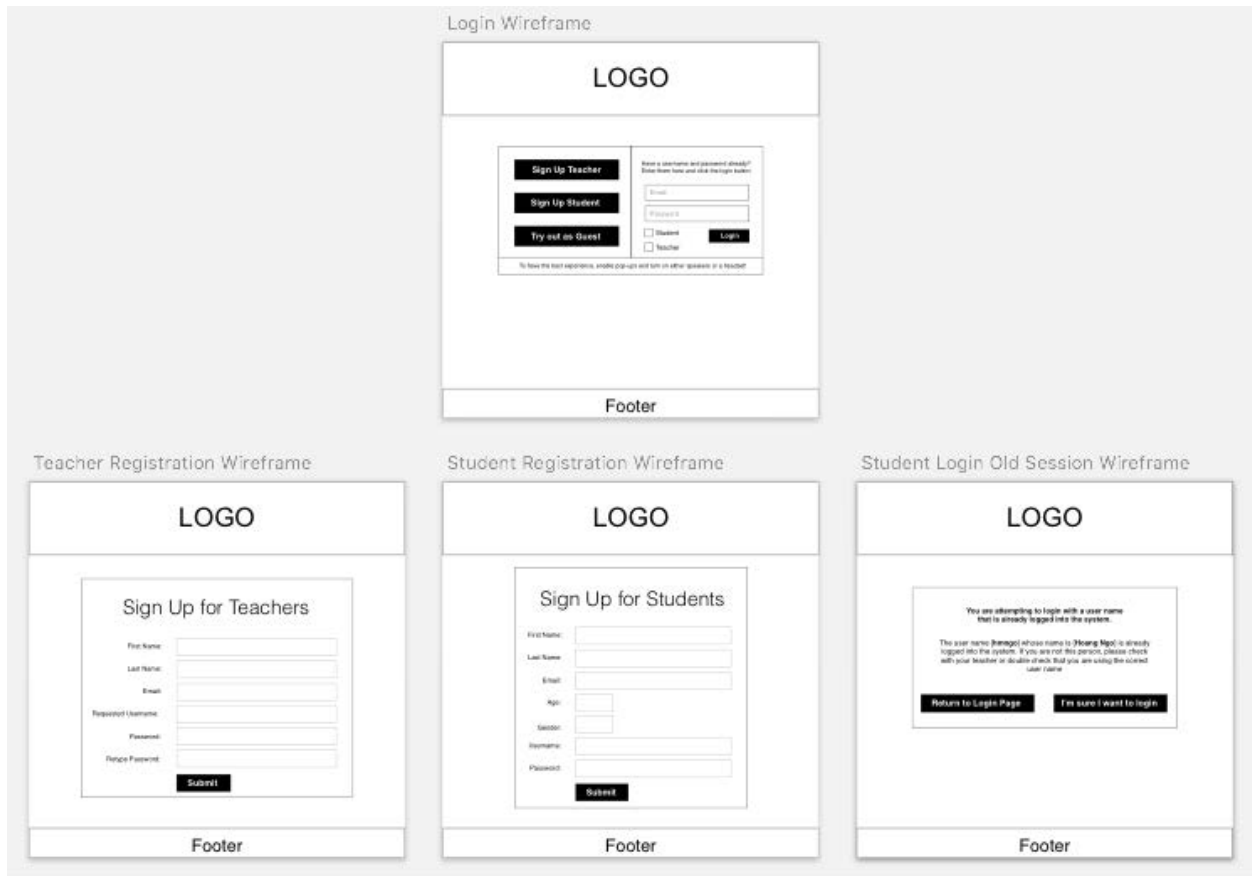 Login Wireframe
LOGO
Sign Up Teacher
Sign Up Student
Try out as Guest
Have a username and password already?
Enter them here and click the login button
Email
Password
Student
Teacher
Login
To have the best experience, enable pop-ups and turn on either speakers or a headset!
Footer
Teacher Registration Wireframe
LOGO
Sign Up for Teachers
First Name:
Last Name:
Email:
Requested Username:
Password:
Retype Password:
Submit
Footer
Student Registration Wireframe
LOGO
Sign Up for Students
First Name:
Last Name:
Email:
Age:
Gender:
Username:
Password:
Submit
Footer
Student Login Old Session Wireframe
LOGO
You are attempting to login with a user name
that is already logged into the system.
The user name (hmngo) whose name is (Hoang Ngo) is already
logged into the system. If you are not this person, please check
with your teacher or double check that you are using the correct
user name
Return to Login Page
I'm sure I want to login
Footer